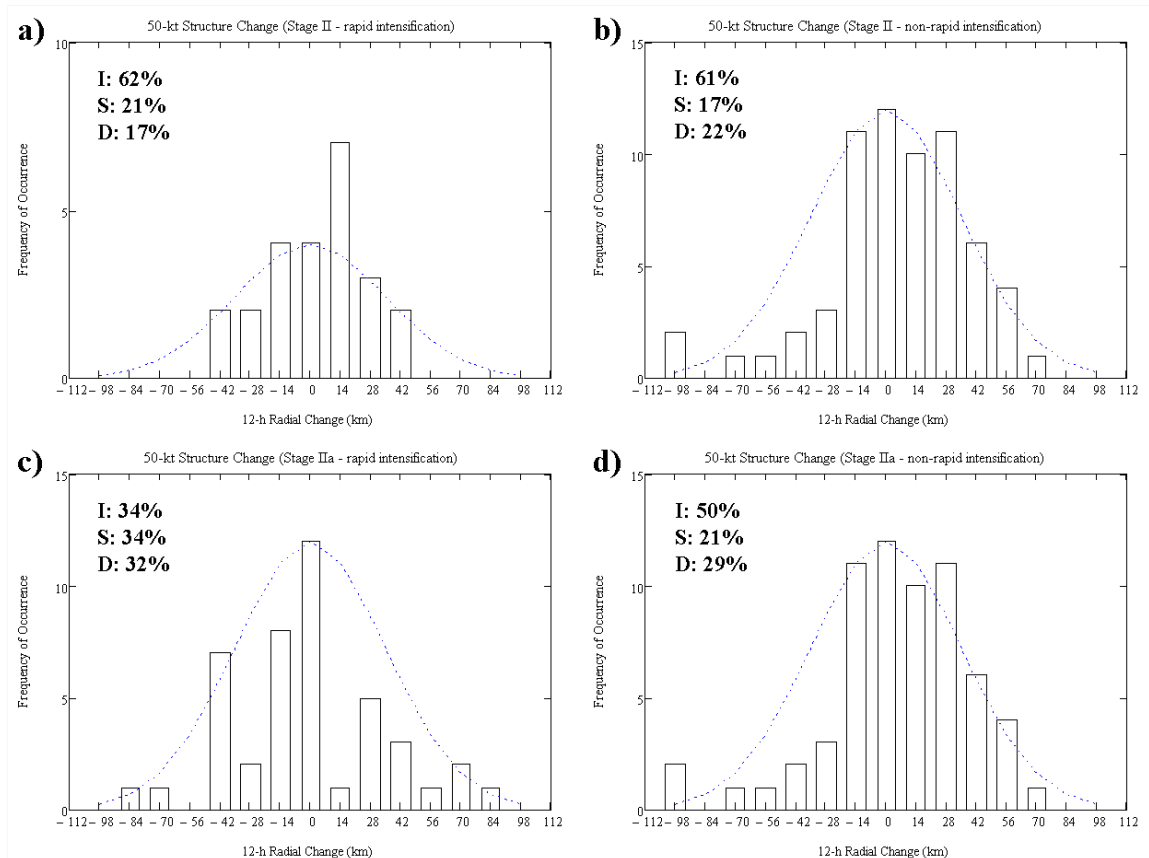 a)
50-kt Structure Change (Stage II - rapid intensification)
I: 62%
S: 21%
D: 17%
Frequency of Occurrence
10
5
0
− 112 − 98 − 84 − 70 − 56 − 42 − 28 − 14 0 14 28 42 56 70 84 98 112
12-h Radial Change (km)
b)
50-kt Structure Change (Stage II - non-rapid intensification)
I: 61%
S: 17%
D: 22%
Frequency of Occurrence
15
10
5
0
− 112 − 98 − 84 − 70 − 56 − 42 − 28 − 14 0 14 28 42 56 70 84 98 112
12-h Radial Change (km)
c)
50-kt Structure Change (Stage IIa - rapid intensification)
I: 34%
S: 34%
D: 32%
Frequency of Occurrence
15
10
5
0
− 112 − 98 − 84 − 70 − 56 − 42 − 28 − 14 0 14 28 42 56 70 84 98 112
12-h Radial Change (km)
d)
50-kt Structure Change (Stage IIa - non-rapid intensification)
I: 50%
S: 21%
D: 29%
Frequency of Occurrence
15
10
5
0
− 112 − 98 − 84 − 70 − 56 − 42 − 28 − 14 0 14 28 42 56 70 84 98 112
12-h Radial Change (km)